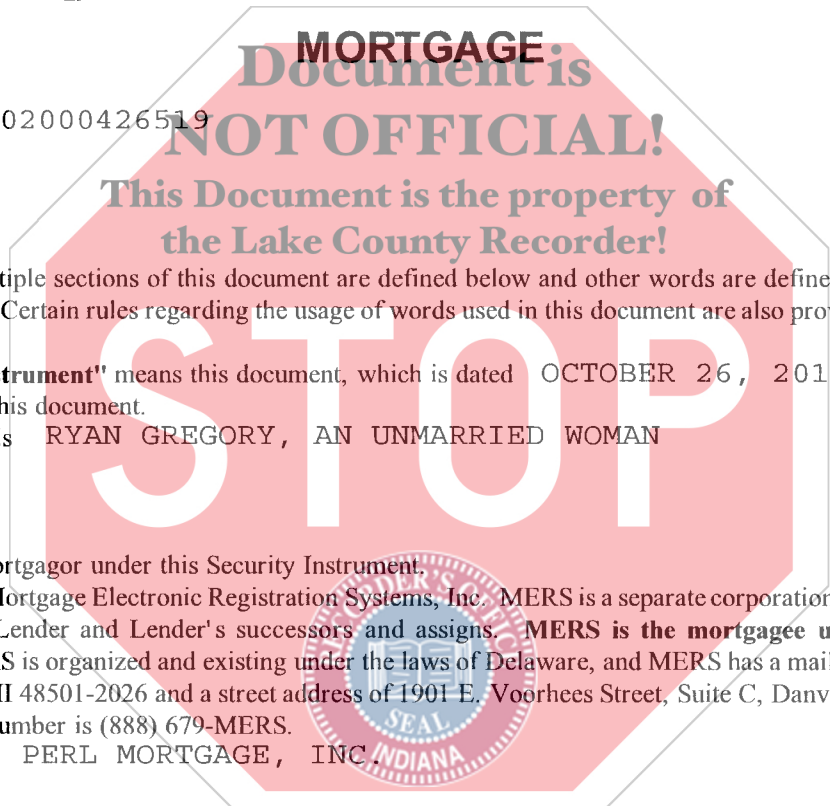 MORTGAGE
Document is
02000426519
NOT OFFICIAL!
This Document is the property of
the Lake County Recorder!
tiple sections of this document are defined below and other words are define
Certain rules regarding the usage of words used in this document are also prov
trument" means this document, which is dated OCTOBER 26, 201
his document.
s RYAN GREGORY, AN UNMARRIED WOMAN
STOP
ortgagor under this Security Instrument.
Mortgage Electronic Registration Systems, Inc. MERS is a separate corporation
Lender and Lender's successors and assigns. MERS is the mortgagee u
S is organized and existing under the laws of Delaware, and MERS has a mail
II 48501-2026 and a street address of 1901 E. Voorhees Street, Suite C, Danv
umber is (888) 679-MERS.
SEAL
INDIANA
PERL MORTGAGE, INC.